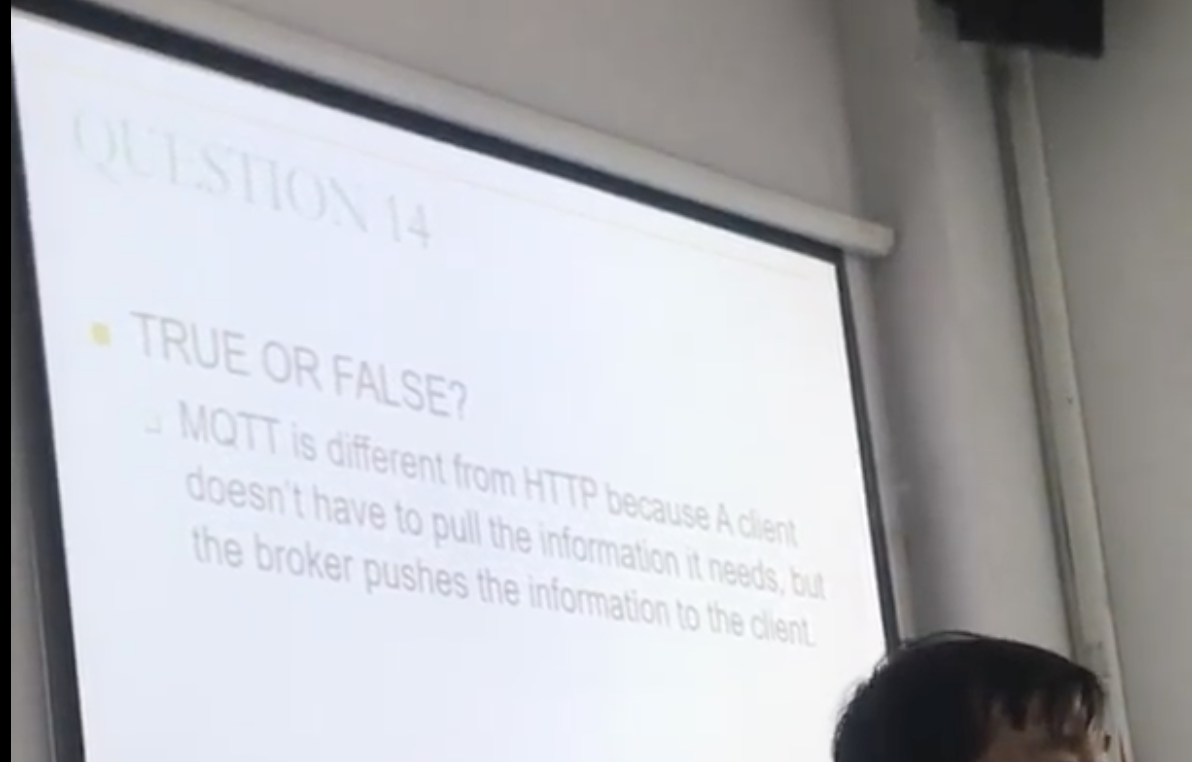 QUESTION 14
TRUE OR FALSE?
MQTT is different from HTTP because A client
doesn't have to pull the information it needs, but
the broker pushes the information to the client.